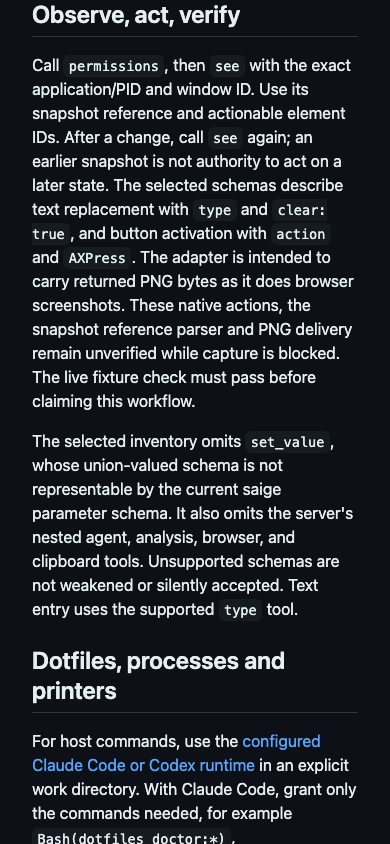 Observe, act, verify
Call permissions, then see with the exact
application/PID and window ID. Use its
snapshot reference and actionable element
IDs. After a change, call see again; an
earlier snapshot is not authority to act on a
later state. The selected schemas describe
text replacement with type and clear:
true, and button activation with action
and AXPress. The adapter is intended to
carry returned PNG bytes as it does browser
screenshots. These native actions, the
snapshot reference parser and PNG delivery
remain unverified while capture is blocked.
The live fixture check must pass before
claiming this workflow.
The selected inventory omits set_value,
whose union-valued schema is not
representable by the current saige
parameter schema. It also omits the server's
nested agent, analysis, browser, and
clipboard tools. Unsupported schemas are
not weakened or silently accepted. Text
entry uses the supported type tool.
Dotfiles, processes and
printers
For host commands, use the configured
Claude Code or Codex runtime in an explicit
work directory. With Claude Code, grant only
the commands needed, for example
Bash(dotfiles doctor:*),